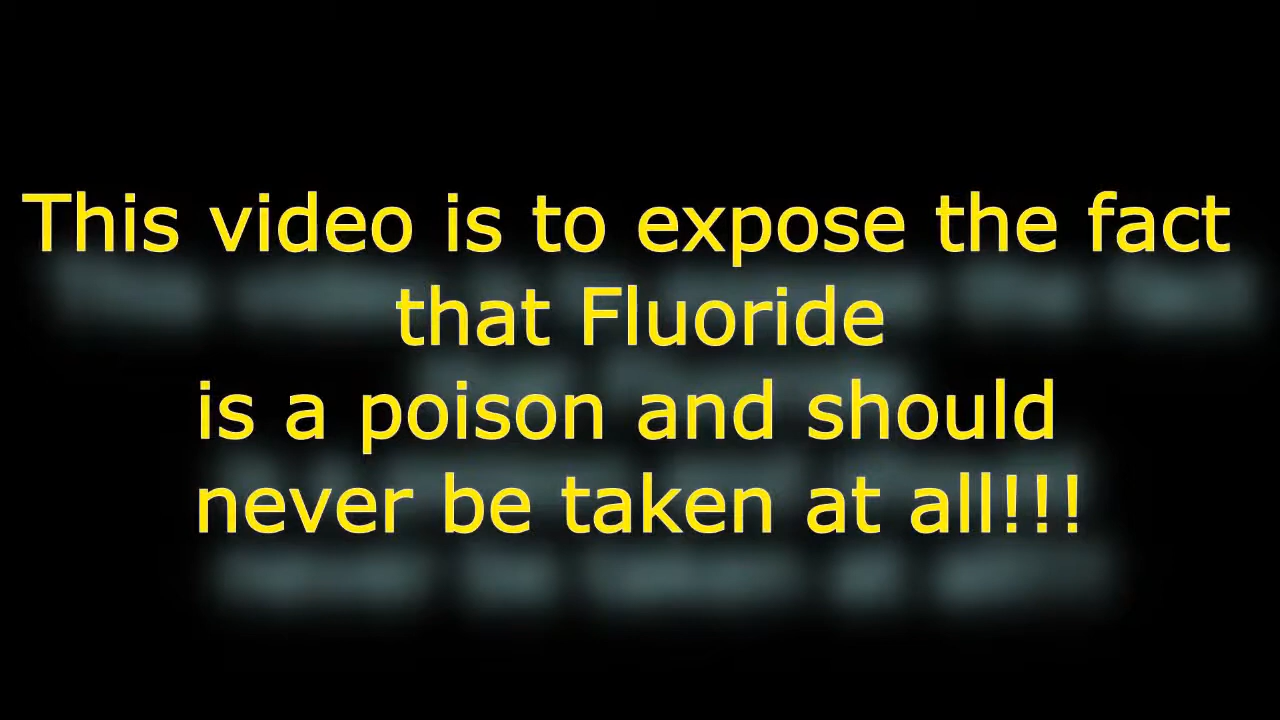 This video is to expose the fact
that Fluoride
is a poison and should
never be taken at all!!!